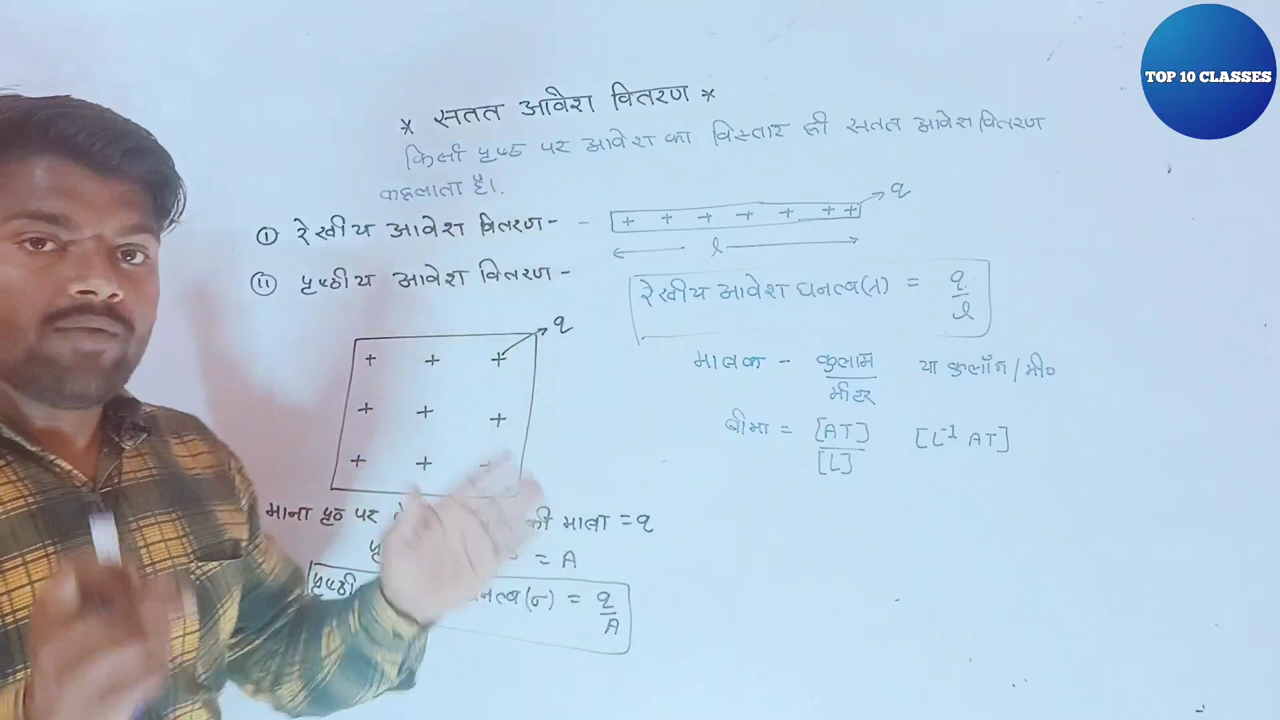 TOP 10 CLASSES
* सतत आवेश वितरण *
किसी पृष्ठ पर आवेश का विस्तार ही सतत आवेश वितरण
कहलाता है।
① रेखीय आवेश वितरण -
+ + + + + + + q
l
② पृष्ठीय आवेश वितरण -
रेखीय आवेश घनत्व(λ) = q/l
q
+ + +
+ + +
+ +
मात्रक - कुलाम/मीटर या कुलॉम/मी०
बीमा = [AT]/[L] [L⁻¹ AT]
माना पृष्ठ पर की मात्रा = q
= A
घनत्व(σ) = q/A